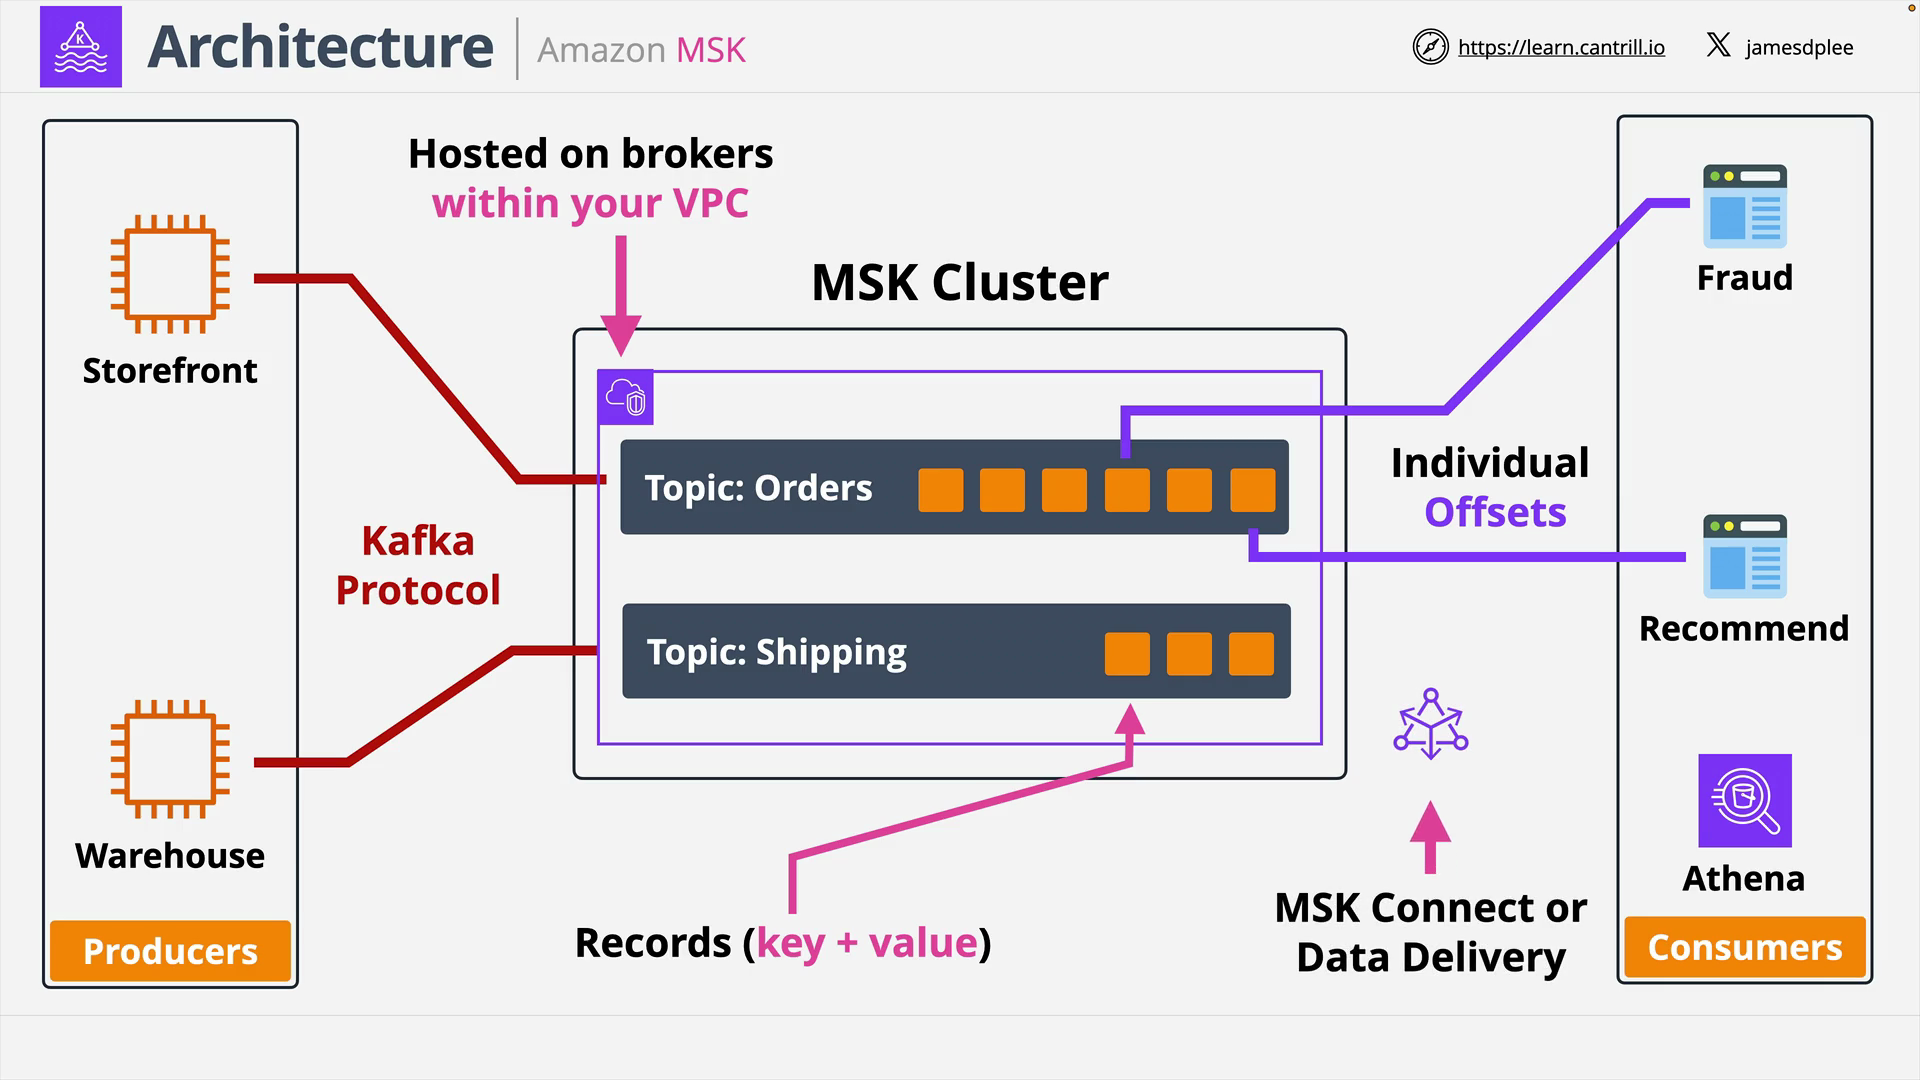 K
Architecture
Amazon MSK
https://learn.cantrill.io
jamesdplee
Hosted on brokers
within your VPC
MSK Cluster
Storefront
Kafka
Protocol
Warehouse
Producers
Topic: Orders
Topic: Shipping
Records (key + value)
Individual
Offsets
MSK Connect or
Data Delivery
Fraud
Recommend
Athena
Consumers